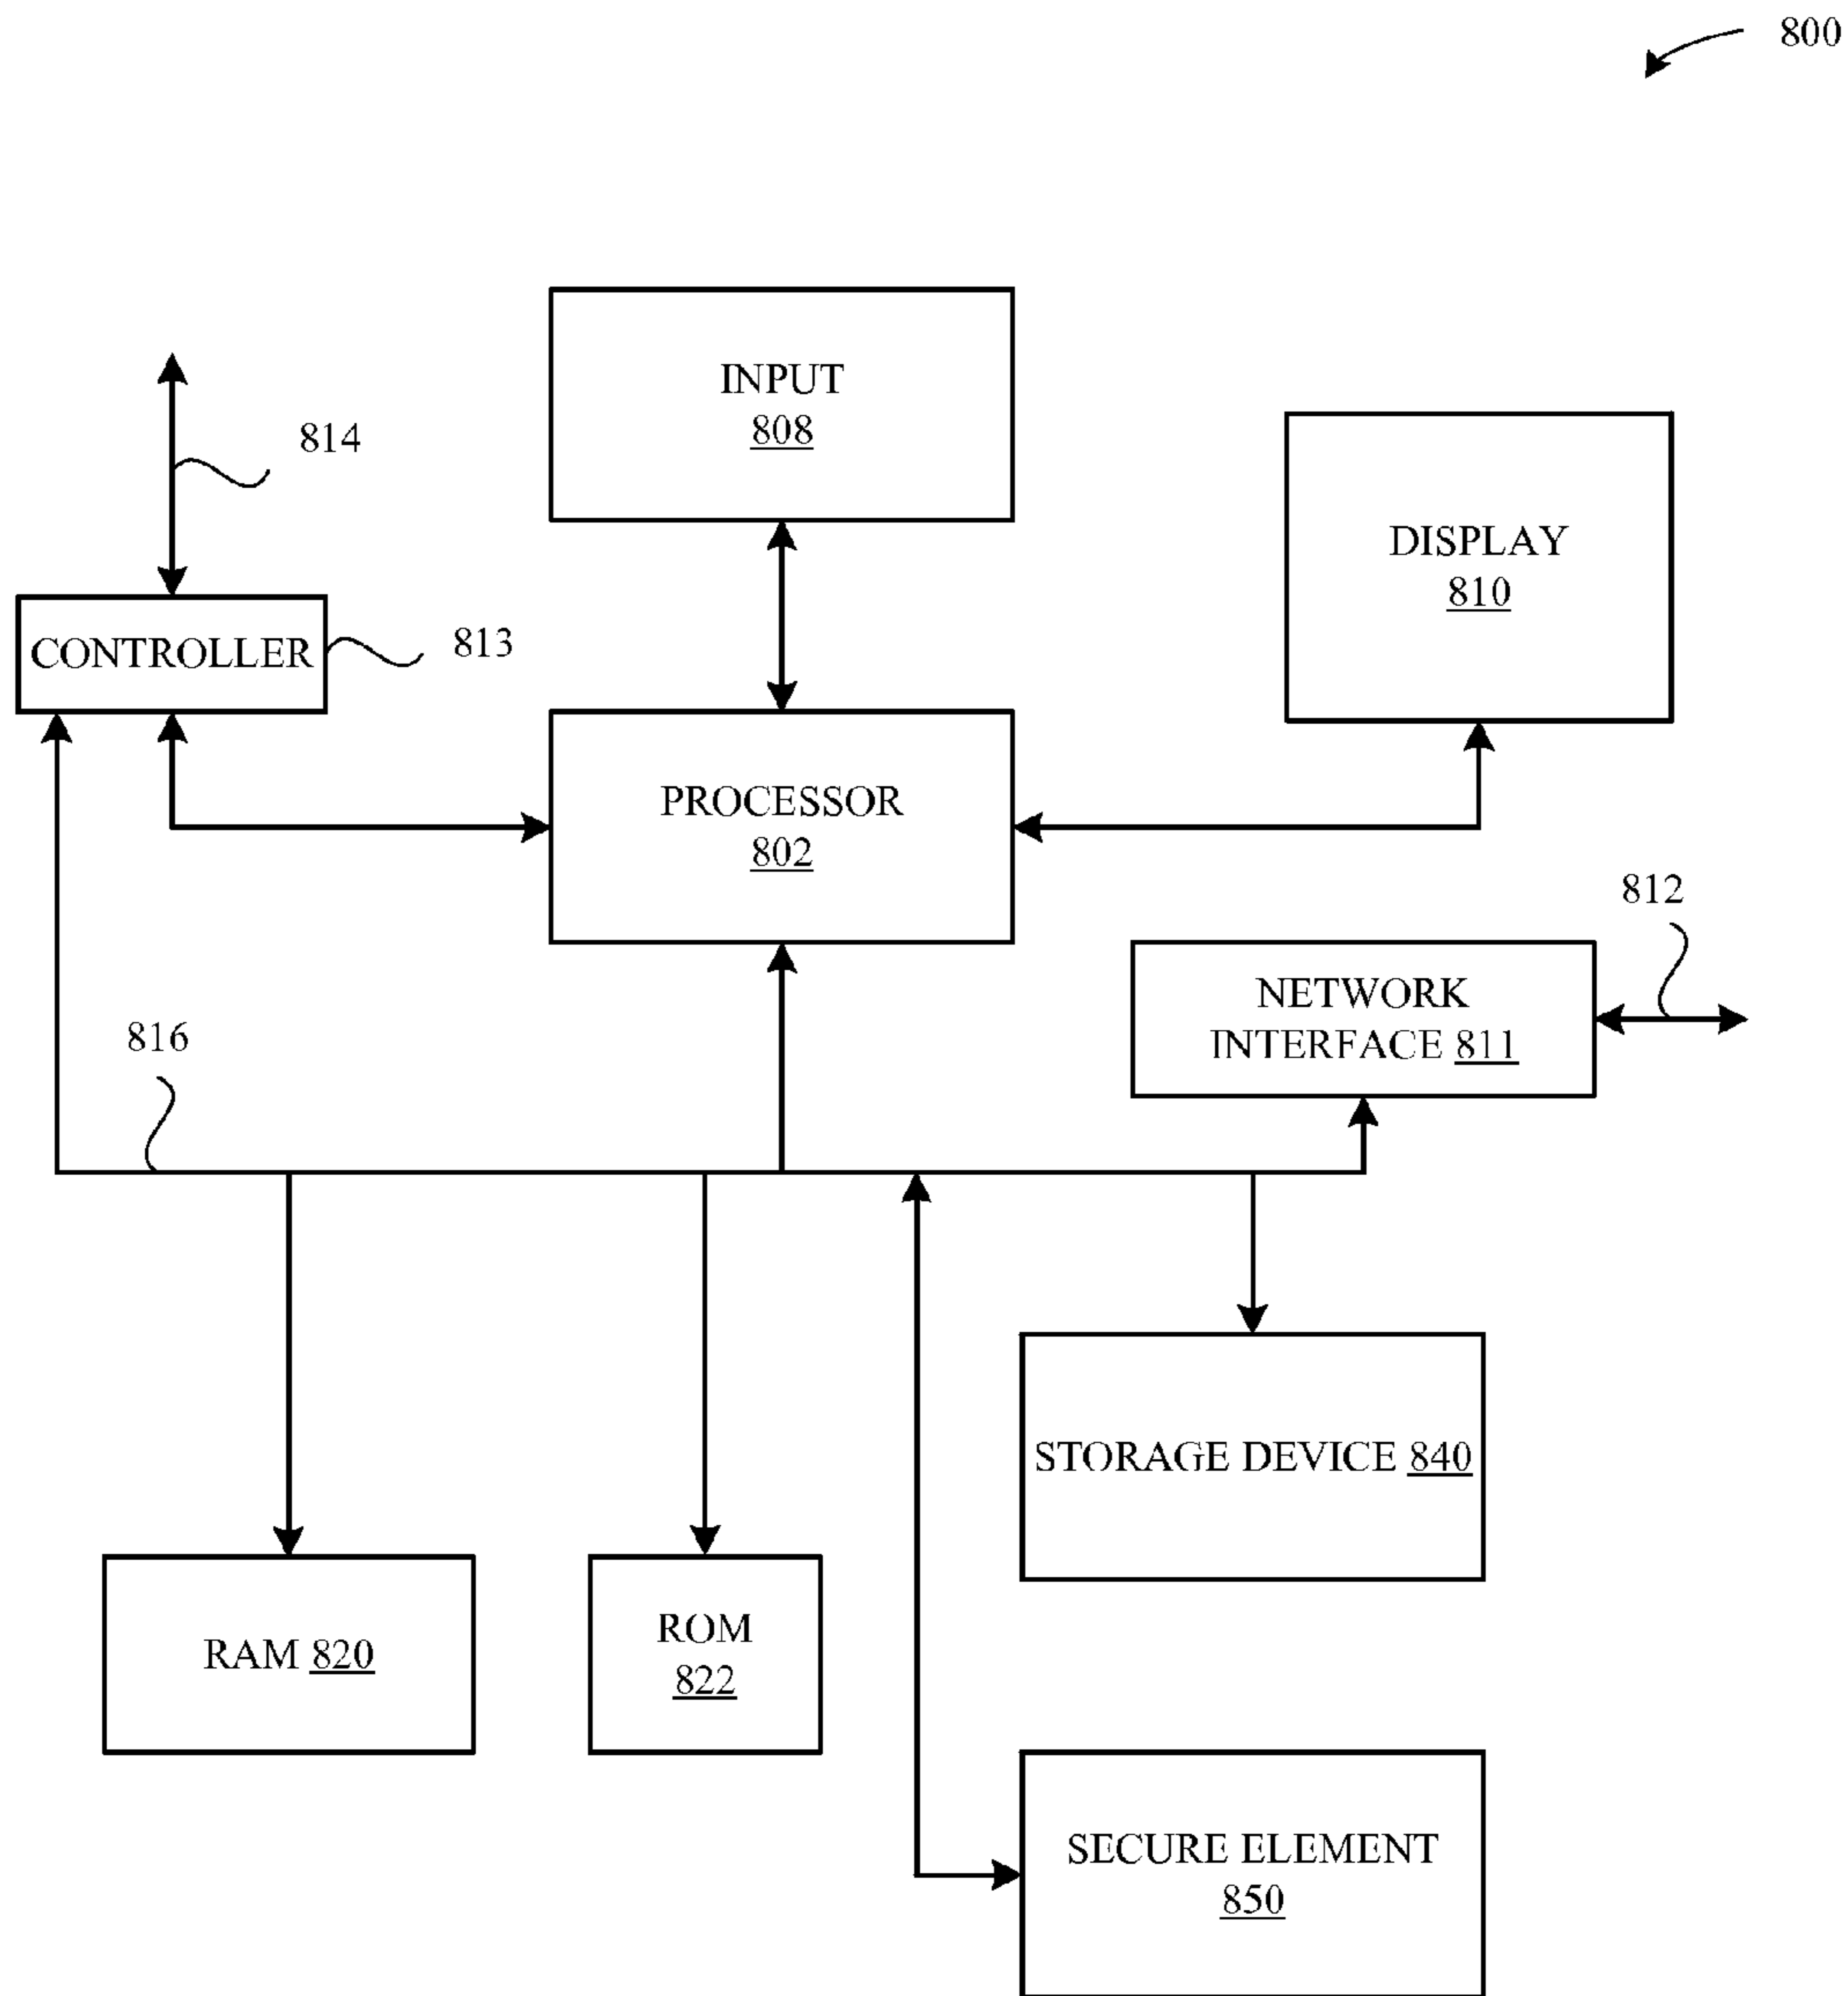 800
INPUT
808
814
DISPLAY
810
CONTROLLER
813
PROCESSOR
802
812
NETWORK
INTERFACE 811
816
STORAGE DEVICE 840
RAM 820
ROM
822
SECURE ELEMENT
850